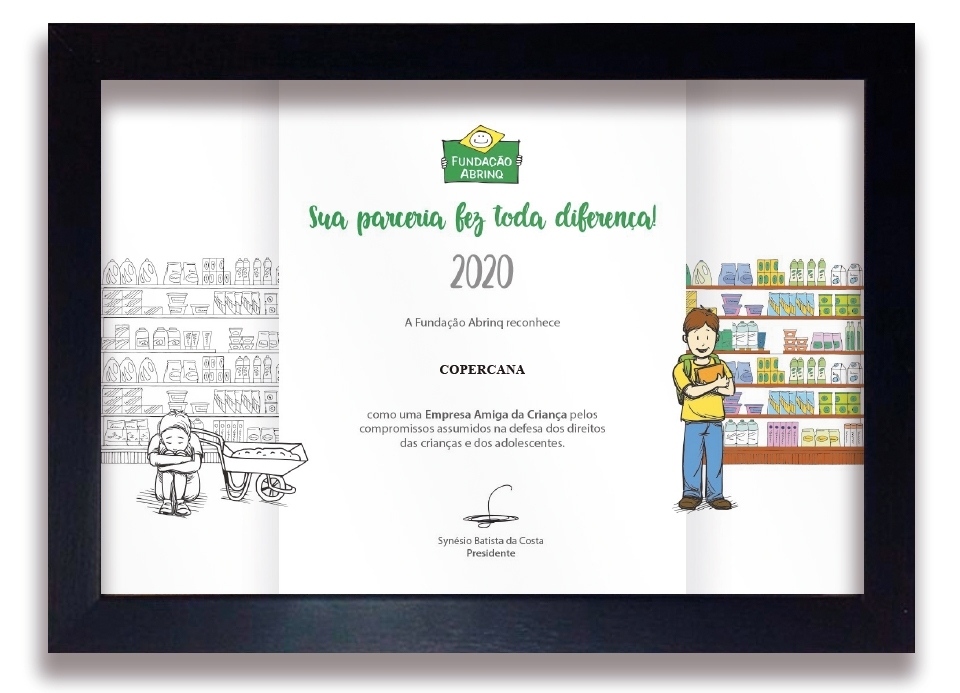 FUNDAÇÃO
ABRINQ
Sua parceria fez toda diferença!
2020
A Fundação Abrinq reconhece
COPERCANA
como uma Empresa Amiga da Criança pelos
compromissos assumidos na defesa dos direitos
das crianças e dos adolescentes.
Synésio Batista da Costa
Presidente